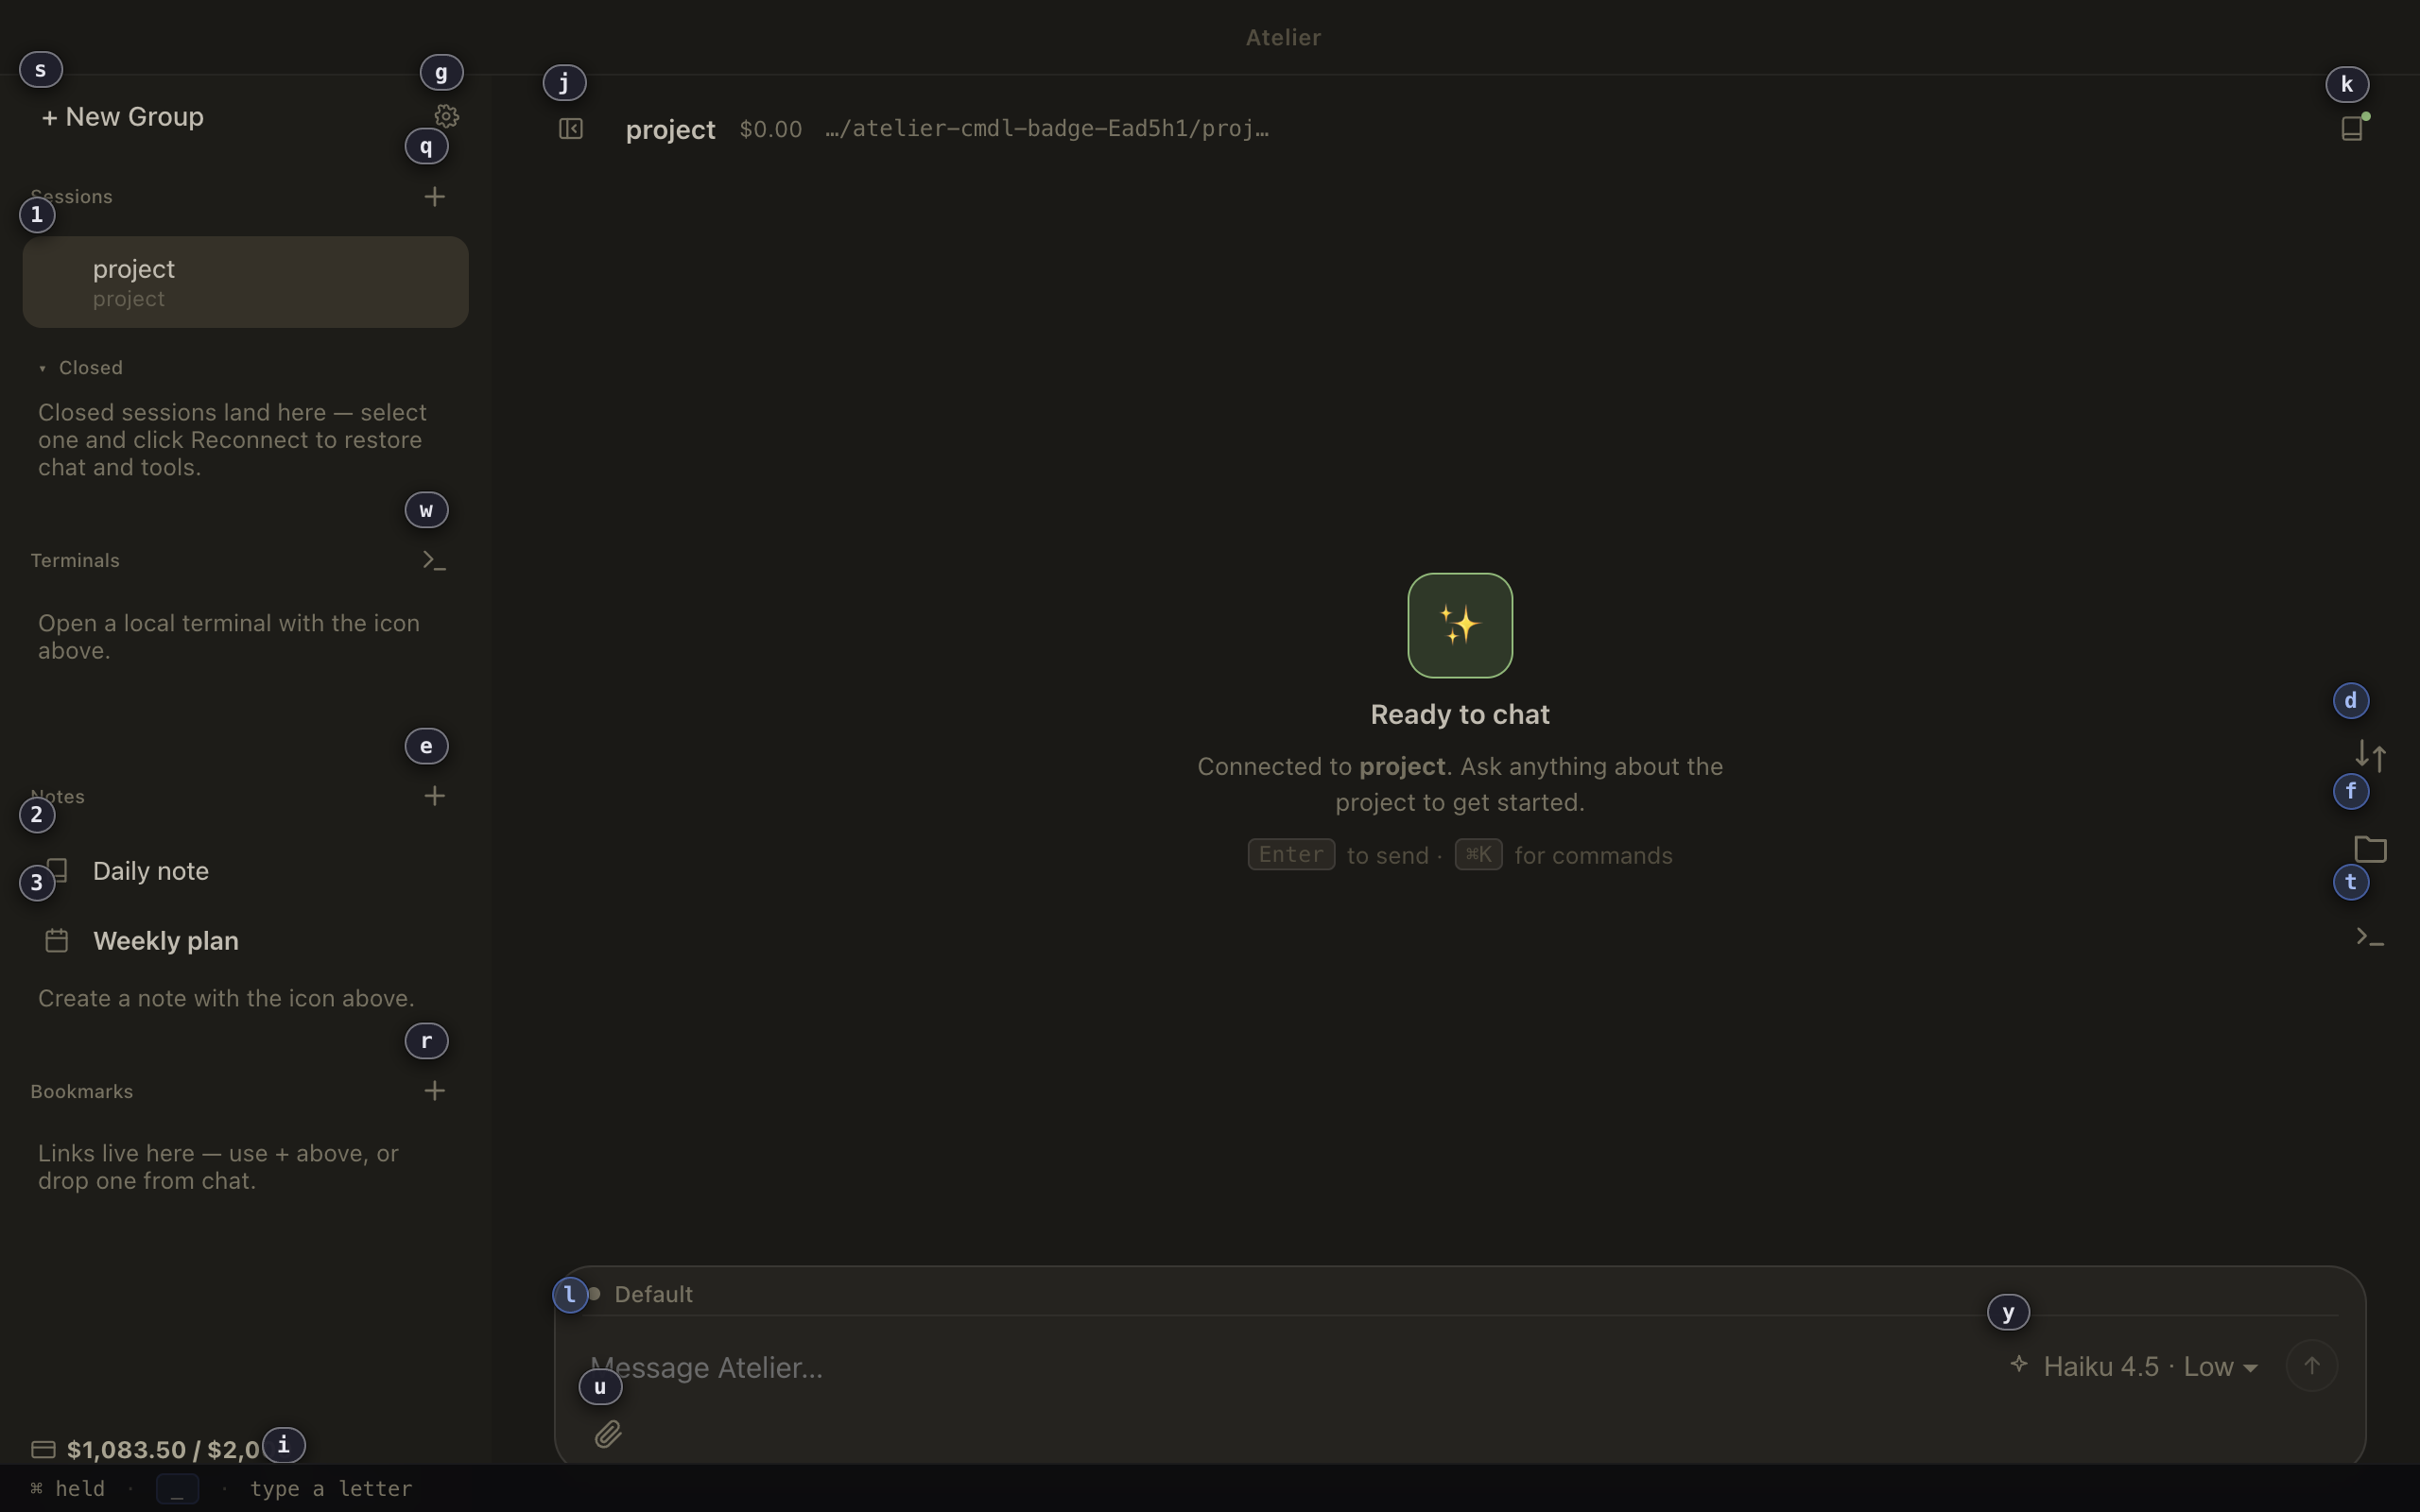 Atelier
s
g
j
k
+ New Group
project $0.00 …/atelier-cmdl-badge-Ead5h1/proj…
q
Sessions
1
project
project
▾ Closed
Closed sessions land here — select
one and click Reconnect to restore
chat and tools.
w
Terminals
Open a local terminal with the icon
above.
e
Notes
2
Daily note
3
Weekly plan
Create a note with the icon above.
r
Bookmarks
Links live here — use + above, or
drop one from chat.
$1,083.50 / $2,0
i
✨
Ready to chat
Connected to project. Ask anything about the
project to get started.
Enter to send · ⌘K for commands
d
f
t
l
Default
y
Message Atelier...
Haiku 4.5 · Low
u
⌘ held · _ · type a letter